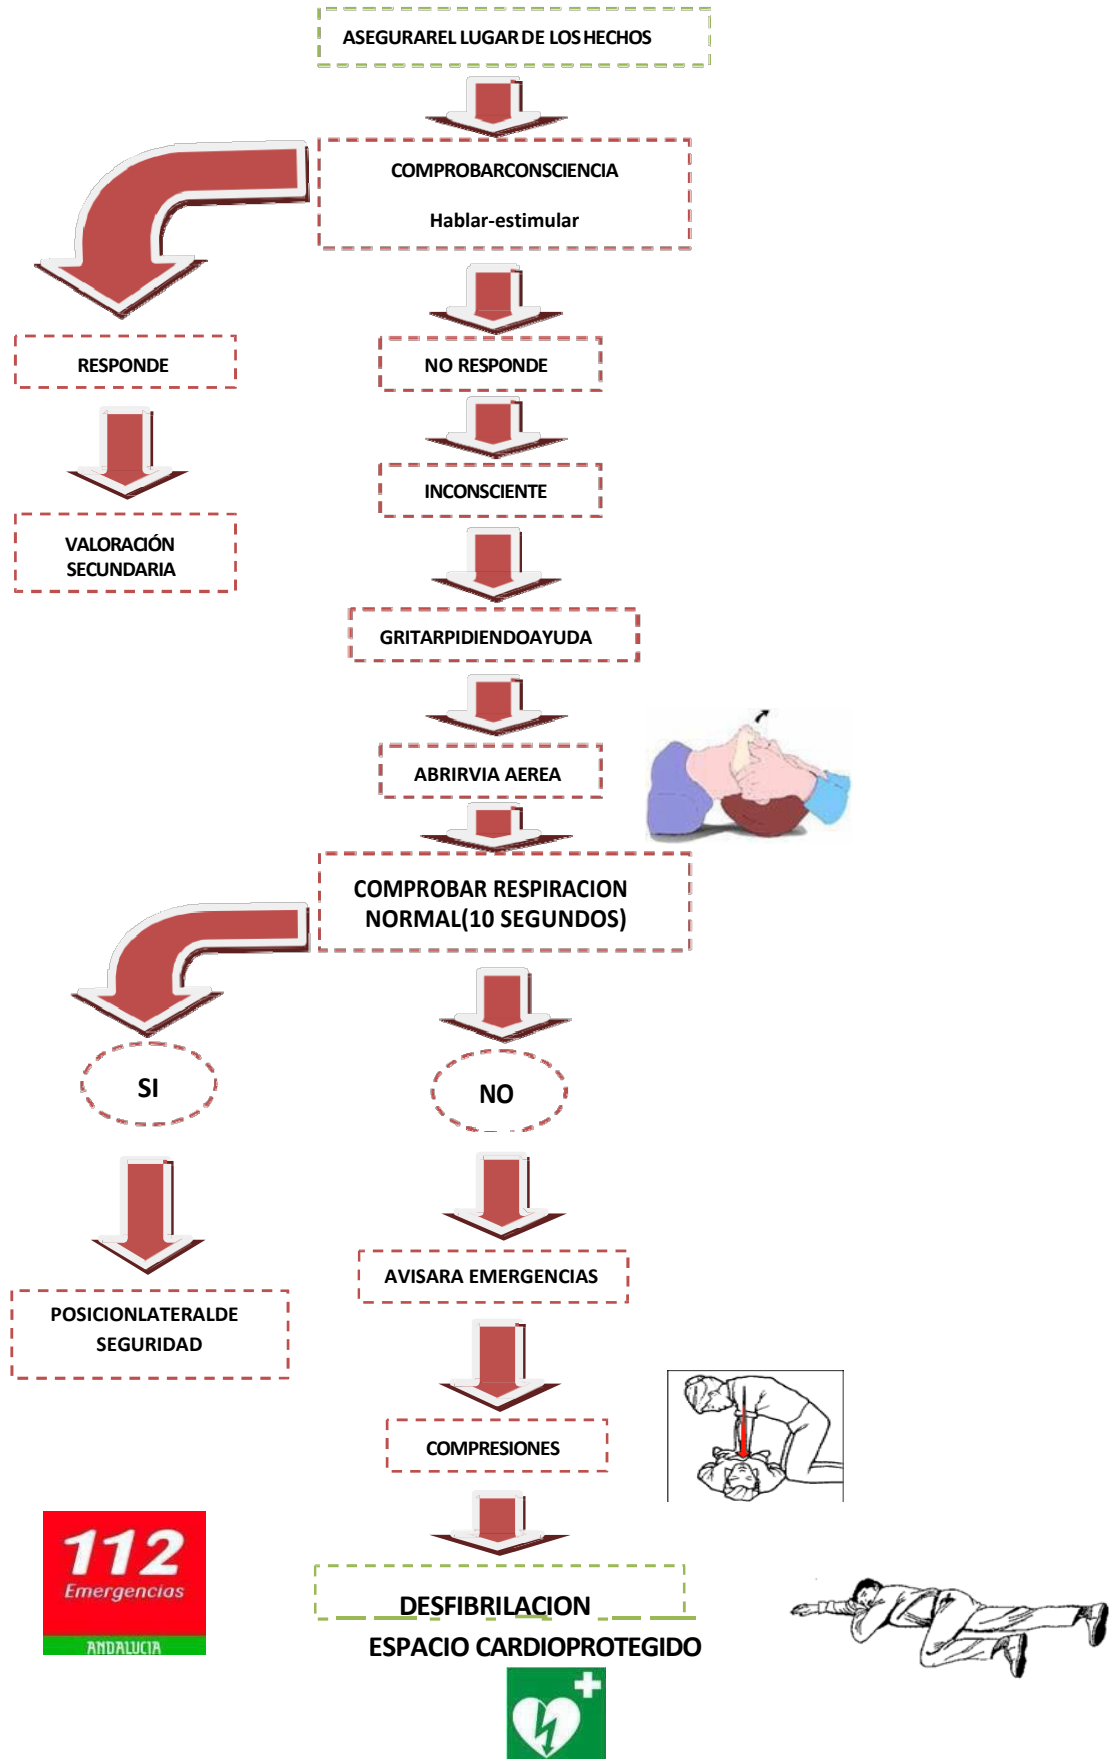 ASEGURAREL LUGAR DE LOS HECHOS
COMPROBARCONSCIENCIA
Hablar-estimular
RESPONDE
NO RESPONDE
INCONSCIENTE
VALORACIÓN
SECUNDARIA
GRITARPIDIENDOAYUDA
ABRIRVIA AEREA
COMPROBAR RESPIRACION
NORMAL(10 SEGUNDOS)
SI
NO
AVISARA EMERGENCIAS
POSICIONLATERALDE
SEGURIDAD
COMPRESIONES
112
Emergencias
ANDALUCIA
DESFIBRILACION
ESPACIO CARDIOPROTEGIDO